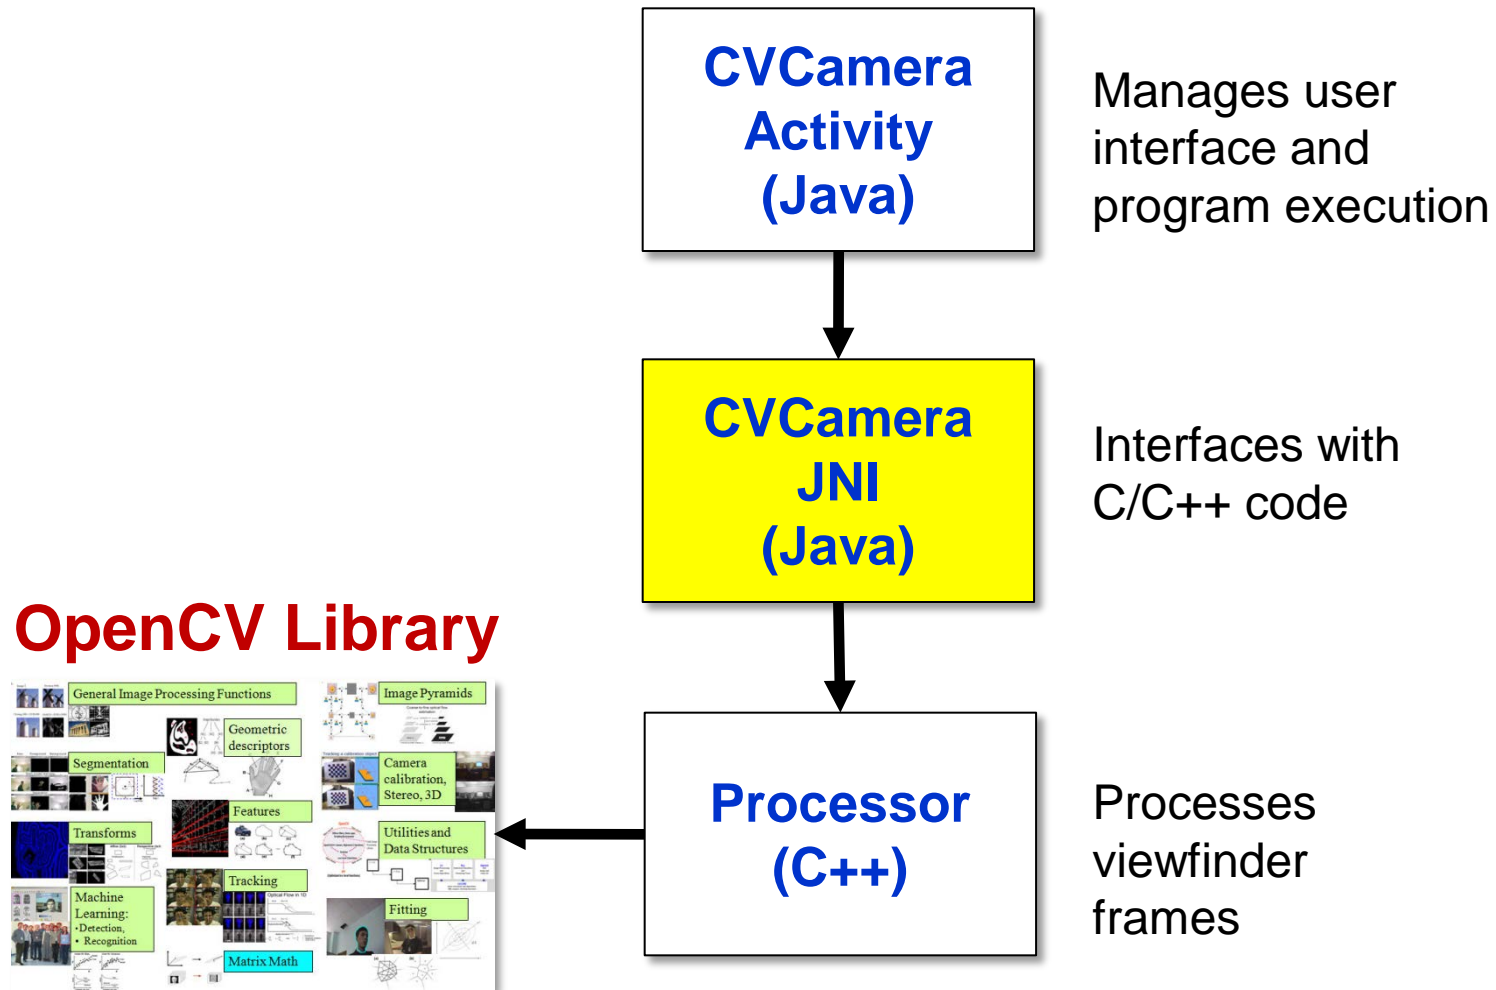 CVCamera
Activity
(Java)
Manages user
interface and
program execution
CVCamera
JNI
(Java)
Interfaces with
C/C++ code
OpenCV Library
General Image Processing Functions
Image Pyramids
Geometric
descriptors
Segmentation
Camera
calibration,
Stereo, 3D
Features
Transforms
Utilities and
Data Structures
Tracking
Machine
Learning:
•Detection,
• Recognition
Fitting
Matrix Math
Processor
(C++)
Processes
viewfinder
frames